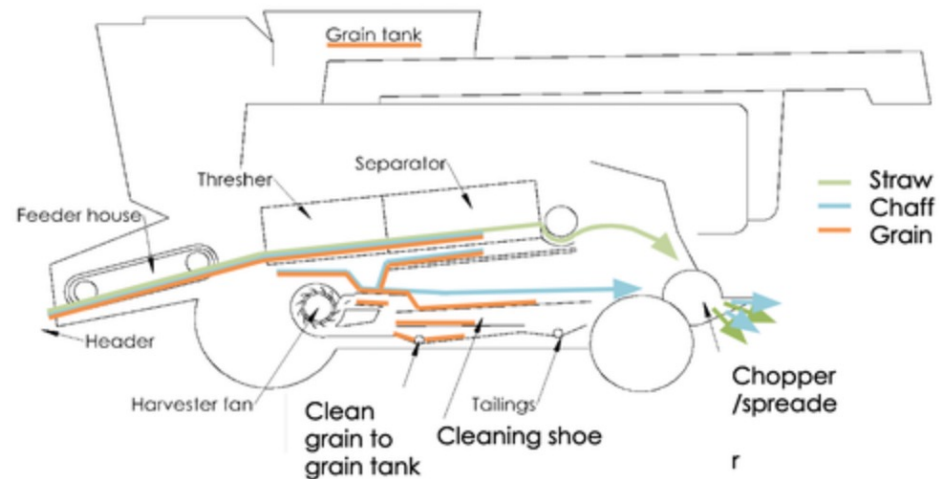 Grain tank
Separator
Thresher
Straw
Chaff
Grain
Feeder house
Header
Harvester fan
Clean
grain to
grain tank
Tailings
Cleaning shoe
Chopper
/spreade
r